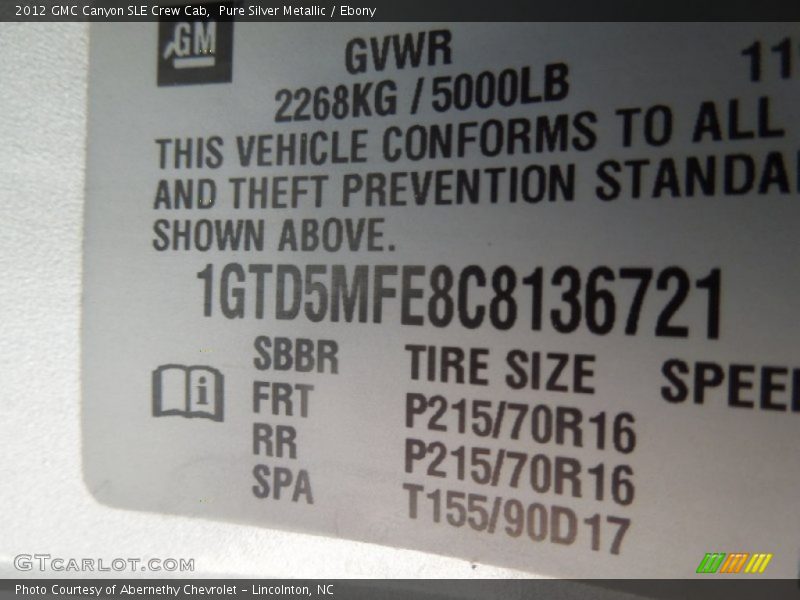 2012 GMC Canyon SLE Crew Cab, Pure Silver Metallic / Ebony
GM
GVWR
11
2268KG / 5000LB
THIS VEHICLE CONFORMS TO ALL
AND THEFT PREVENTION STANDA
SHOWN ABOVE.
1GTD5MFE8C8136721
SBBR TIRE SIZE SPEE
FRT P215/70R16
RR P215/70R16
SPA T155/90D17
GTCARLOT.COM
Photo Courtesy of Abernethy Chevrolet – Lincolnton, NC